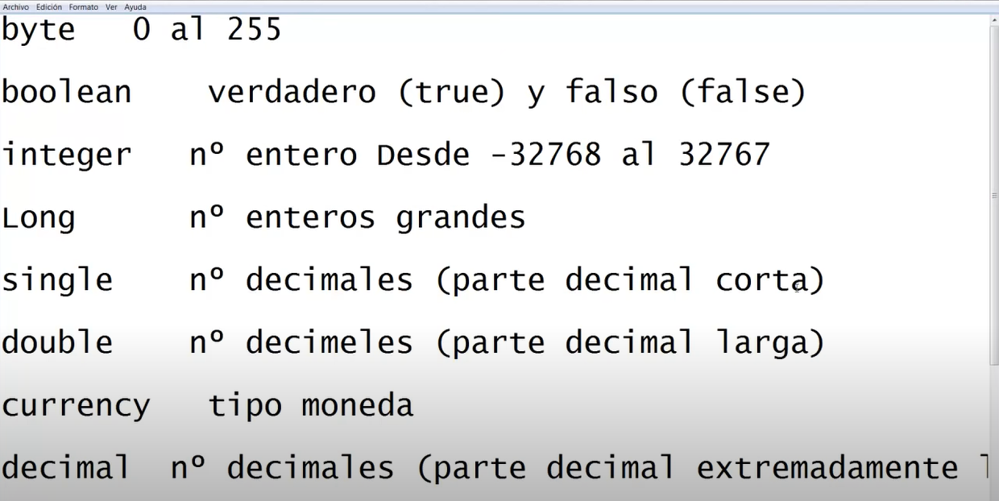 Archivo Edición Formato Ver Ayuda
byte 0 al 255
boolean verdadero (true) y falso (false)
integer nº entero Desde -32768 al 32767
Long nº enteros grandes
single nº decimales (parte decimal corta)
double nº decimeles (parte decimal larga)
currency tipo moneda
decimal nº decimales (parte decimal extremadamente